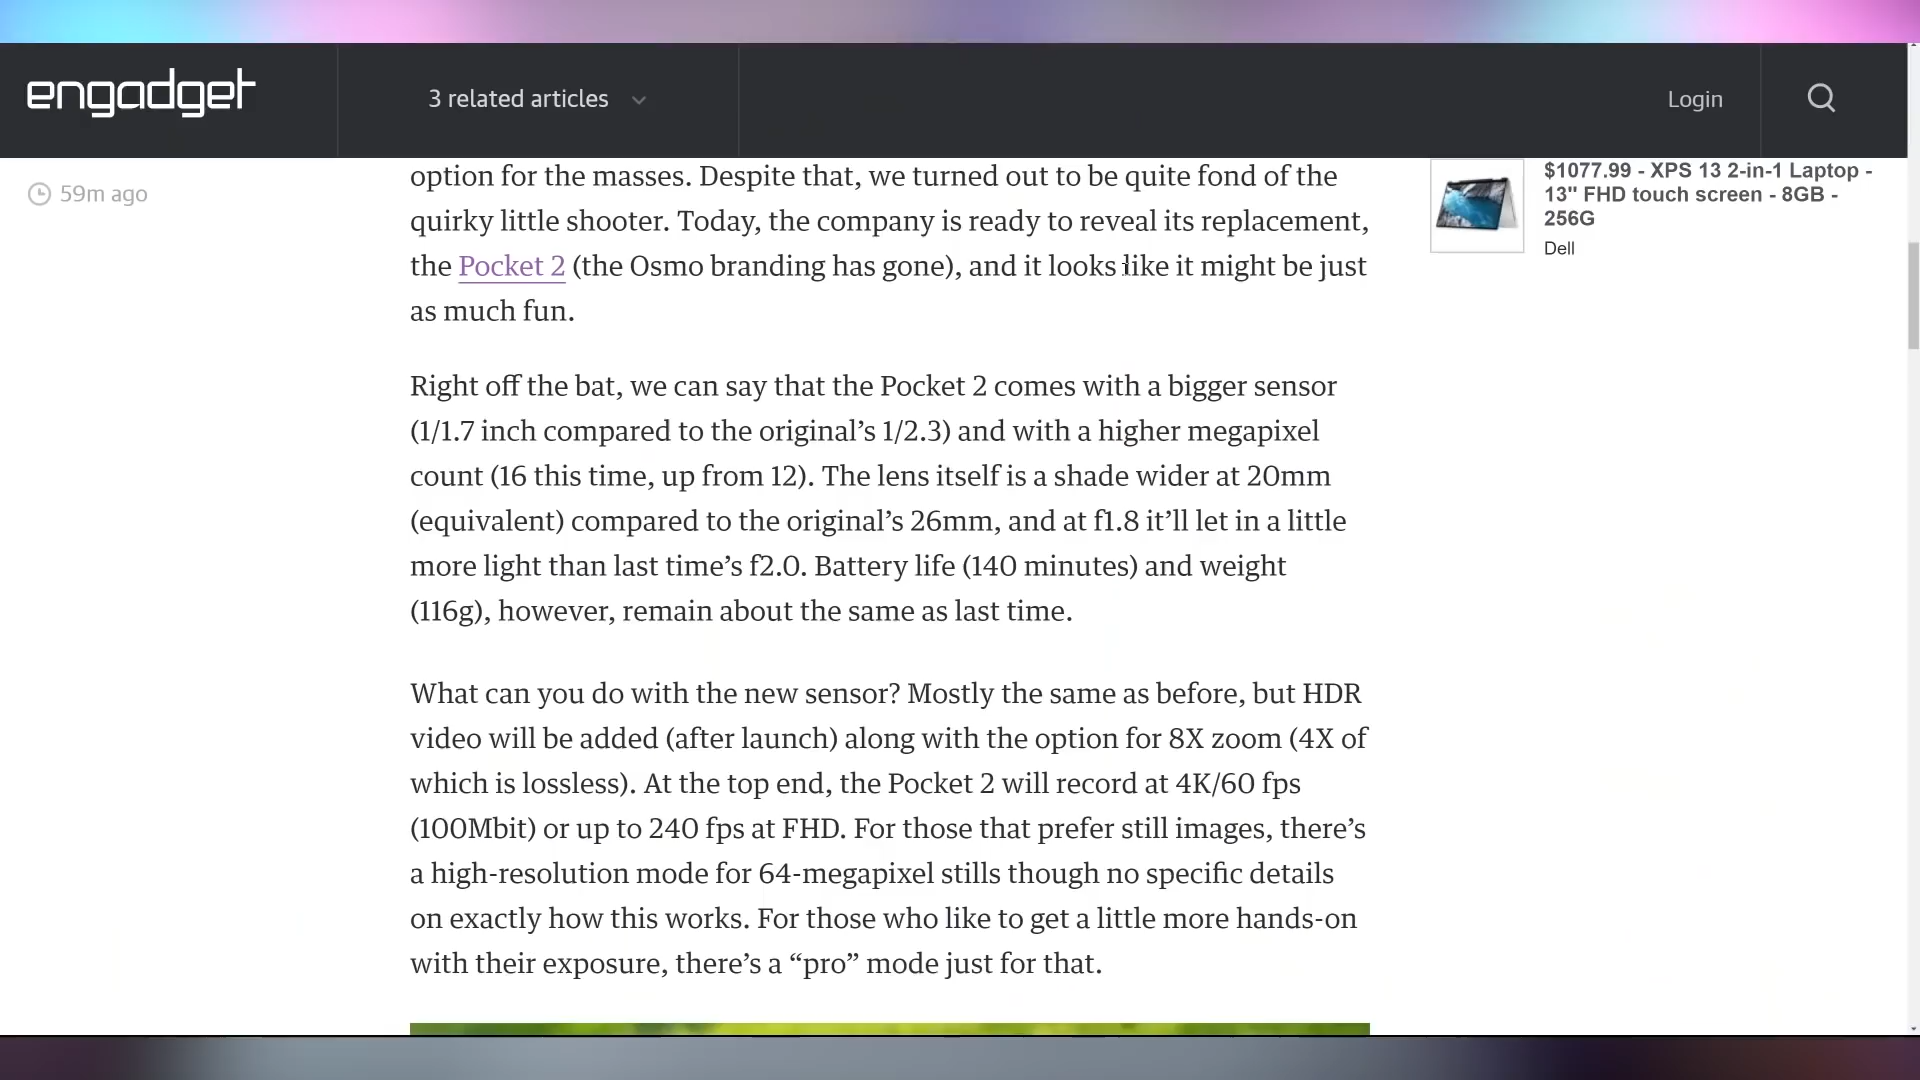 engadget
3 related articles
Login
59m ago
option for the masses. Despite that, we turned out to be quite fond of the
quirky little shooter. Today, the company is ready to reveal its replacement,
the Pocket 2 (the Osmo branding has gone), and it looks like it might be just
as much fun.
Right off the bat, we can say that the Pocket 2 comes with a bigger sensor
(1/1.7 inch compared to the original’s 1/2.3) and with a higher megapixel
count (16 this time, up from 12). The lens itself is a shade wider at 20mm
(equivalent) compared to the original’s 26mm, and at f1.8 it’ll let in a little
more light than last time’s f2.0. Battery life (140 minutes) and weight
(116g), however, remain about the same as last time.
What can you do with the new sensor? Mostly the same as before, but HDR
video will be added (after launch) along with the option for 8X zoom (4X of
which is lossless). At the top end, the Pocket 2 will record at 4K/60 fps
(100Mbit) or up to 240 fps at FHD. For those that prefer still images, there’s
a high-resolution mode for 64-megapixel stills though no specific details
on exactly how this works. For those who like to get a little more hands-on
with their exposure, there’s a “pro” mode just for that.
$1077.99 - XPS 13 2-in-1 Laptop -
13" FHD touch screen - 8GB -
256G
Dell